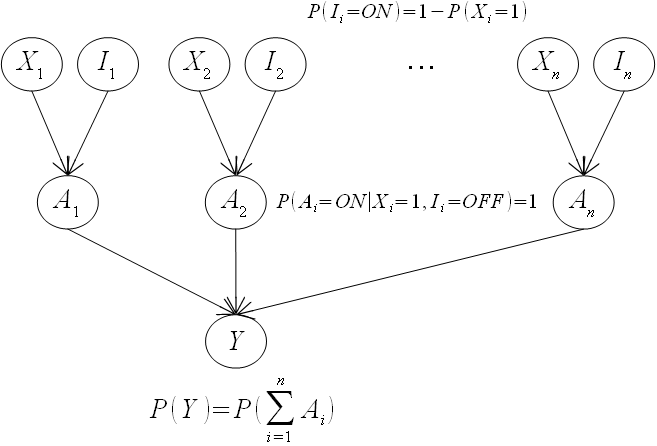 P(I_i=ON)=1−P(X_i=1)
X_1 I_1 X_2 I_2 ... X_n I_n
A_1 A_2 P(A_i=ON|X_i=1,I_i=OFF)=1 A_n
Y
P(Y)=P(∑_{i=1}^{n} A_i)